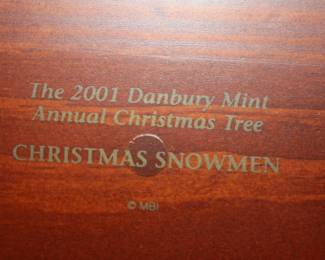 The 2001 Danbury Mint
Annual Christmas Tree
CHRISTMAS SNOWMEN
© MBI